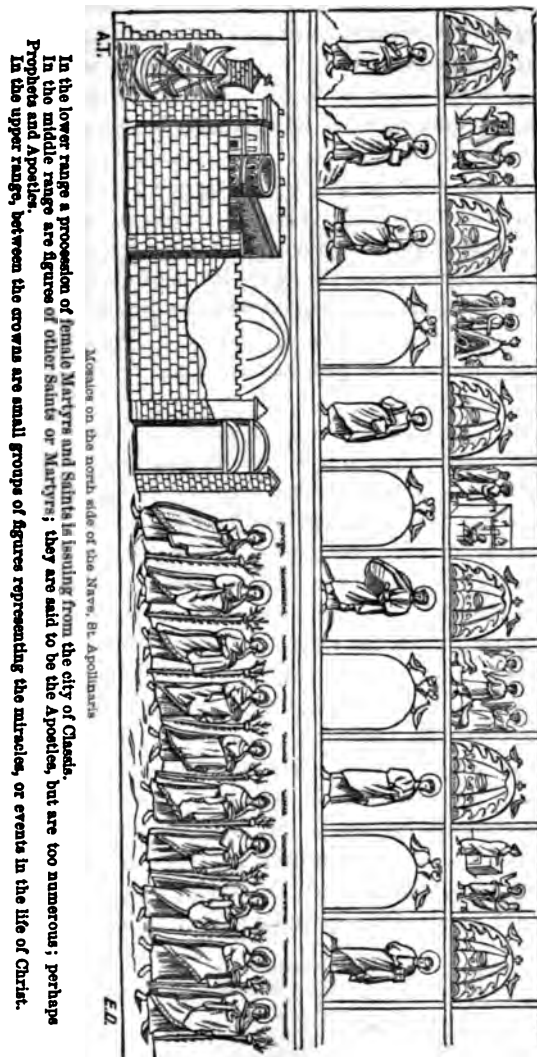 A.T.
E.D.
Mosaics on the north side of the Nave, St Apollinaris
In the lower range a procession of female Martyrs and Saints is issuing from the city of Classis.
In the middle range are figures of other Saints or Martyrs; they are said to be the Apostles, but are too numerous; perhaps
Prophets and Apostles.
In the upper range, between the crowns are small groups of figures representing the miracles, or events in the life of Christ.